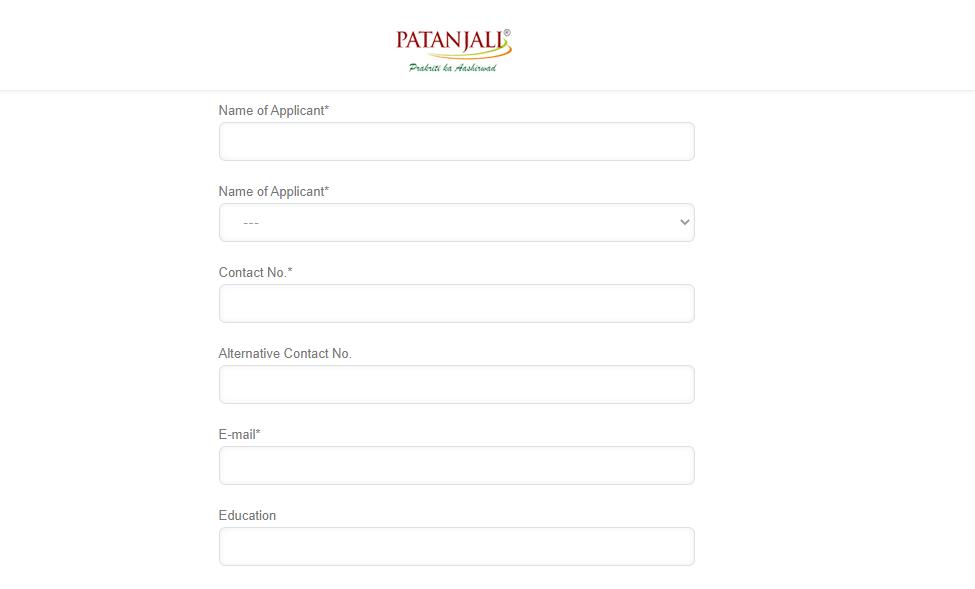 PATANJALI®
Prakriti ka Aashirwad
Name of Applicant*
Name of Applicant*
---
Contact No.*
Alternative Contact No.
E-mail*
Education